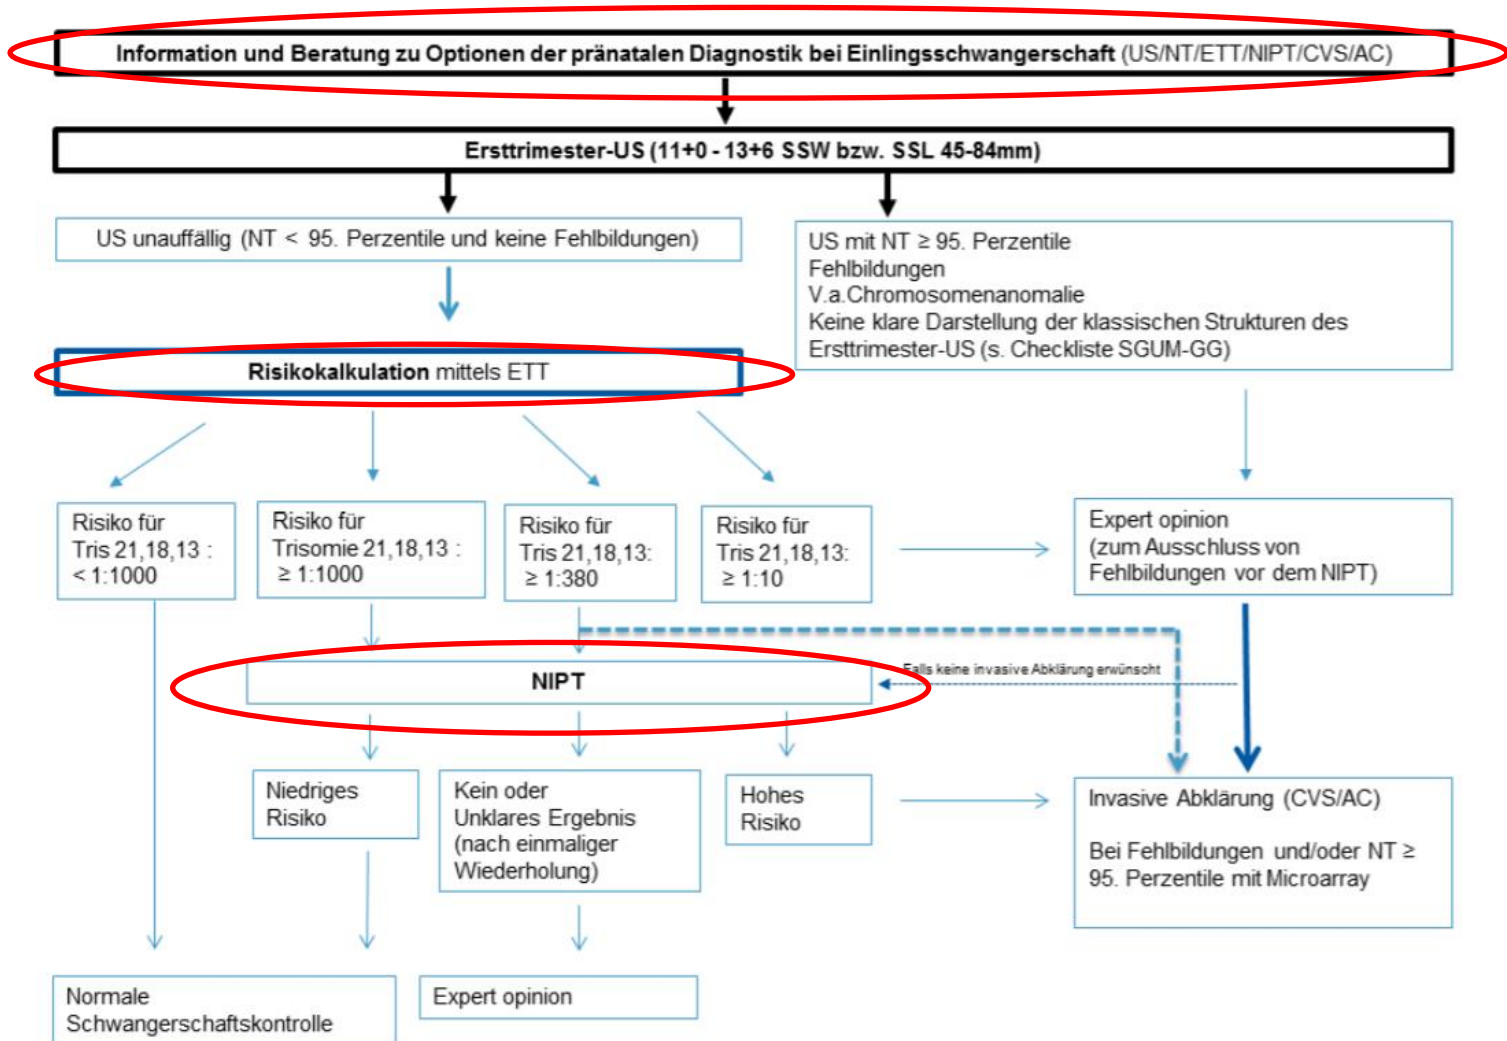 Information und Beratung zu Optionen der pränatalen Diagnostik bei Einlingsschwangerschaft (US/NT/ETT/NIPT/CVS/AC)
Ersttrimester-US (11+0 - 13+6 SSW bzw. SSL 45-84mm)
US unauffällig (NT < 95. Perzentile und keine Fehlbildungen)
US mit NT ≥ 95. Perzentile
Fehlbildungen
V.a.Chromosomenanomalie
Keine klare Darstellung der klassischen Strukturen des
Ersttrimester-US (s. Checkliste SGUM-GG)
Risikokalkulation mittels ETT
Risiko für
Tris 21,18,13 :
< 1:1000
Risiko für
Trisomie 21,18,13 :
≥ 1:1000
Risiko für
Tris 21,18,13:
≥ 1:380
Risiko für
Tris 21,18,13:
≥ 1:10
Expert opinion
(zum Ausschluss von
Fehlbildungen vor dem NIPT)
NIPT
Falls keine invasive Abklärung erwünscht
Niedriges
Risiko
Kein oder
Unklares Ergebnis
(nach einmaliger
Wiederholung)
Hohes
Risiko
Invasive Abklärung (CVS/AC)
Bei Fehlbildungen und/oder NT ≥
95. Perzentile mit Microarray
Normale
Schwangerschaftskontrolle
Expert opinion